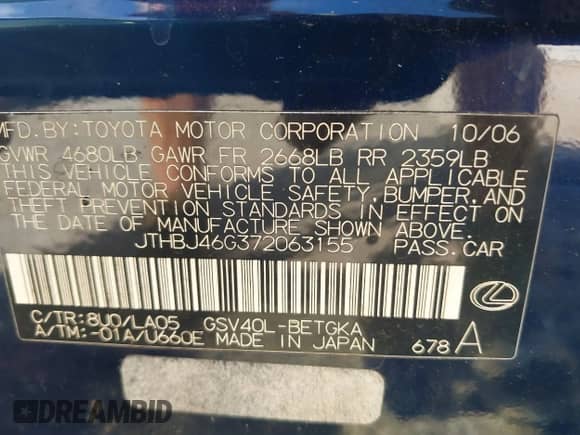 MFD. BY: TOYOTA MOTOR CORPORATION 10/06
GVWR 4680LB GAWR FR 2668LB RR 2359LB
THIS VEHICLE CONFORMS TO ALL APPLICABLE
FEDERAL MOTOR VEHICLE SAFETY, BUMPER, AND
THEFT PREVENTION STANDARDS IN EFFECT ON
THE DATE OF MANUFACTURE SHOWN ABOVE.
JTHBJ46G372063155 PASS.CAR
C/TR:8U0/LA05 GSV40L-BETGKA
A/TM:-01A/U660E MADE IN JAPAN 678A
DREAMBID